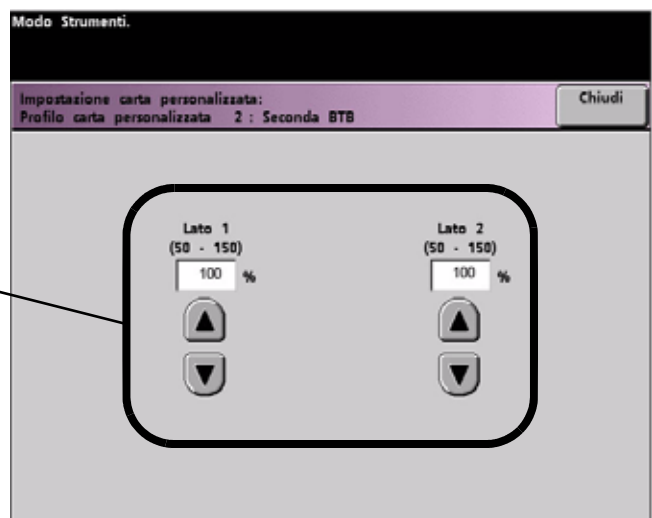 Modo Strumenti.
Impostazione carta personalizzata:
Profilo carta personalizzata 2 : Seconda BTB
Chiudi
Lato 1
(50 - 150)
100 %
Lato 2
(50 - 150)
100 %